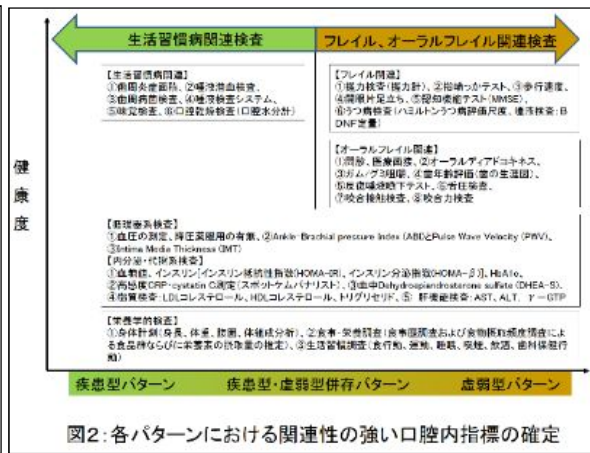 生活習慣病関連検査
フレイル、オーラルフレイル関連検査
【生活習慣病関連】
①歯周炎症面積、②唾液潜血検査、
③歯周病菌検査、④唾液検査システム、
⑤味覚検査、⑥口腔乾燥検査(口腔水分計)
【フレイル関連】
①握力検査(握力計)、②指輪っかテスト、③歩行速度、
④開眼片足立ち、⑤認知機能テスト(MMSE)、
⑥うつ病検査(ハミルトンうつ病評価尺度、唾液検査:B
DNF定量)
【オーラルフレイル関連】
①問診、医療面接、②オーラルディアドコキネス、
③ガム/グミ咀嚼、④歯年齢評価(歯の生涯図)、
⑤反復唾液嚥下テスト、⑥舌圧検査、
⑦咬合接触検査、⑧咬合力検査
健康度
【循環器系検査】
①血圧の測定、降圧薬服用の有無、②Ankle-Brachial pressure Index (ABI)とPulse Wave Velocity (PWV)、
③Intima Media Thickness (IMT)
【内分泌・代謝系検査】
①血糖値、インスリン[インスリン抵抗性指数(HOMA-IR)、インスリン分泌指数(HOMA-β)]、HbA1c、
②高感度CRP・cystatin C測定(スポットケムバナリスト)、③血中Dehydroepiandrosterone sulfate (DHEA-S)、
④脂質検査:LDLコレステロール、HDLコレステロール、トリグリセリド、⑤ 肝機能検査:AST、ALT、γ-GTP
【栄養学的検査】
①身体計測(身長、体重、腹囲、体組成分析)、②食事・栄養調査(食事歴調査および食物摂取頻度調査によ
る食品群ならびに栄養素の摂取量の推定)、③生活習慣調査(食行動、運動、睡眠、喫煙、飲酒、歯科保健行
動)
疾患型パターン
疾患型・虚弱型併存パターン
虚弱型パターン
図2:各パターンにおける関連性の強い口腔内指標の確定